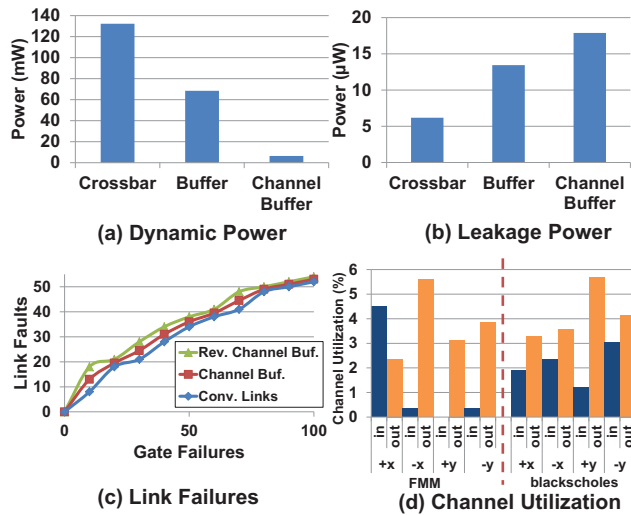 Power (mW)
140
120
100
80
60
40
20
0
Crossbar
Buffer
Channel
Buffer
(a) Dynamic Power
Power (µW)
20
15
10
5
0
Crossbar
Buffer
Channel
Buffer
(b) Leakage Power
Link Faults
50
40
30
20
10
0
Rev. Channel Buf.
Channel Buf.
Conv. Links
0
50
100
Gate Failures
(c) Link Failures
Channel Utilization (%)
6
5
4
3
2
1
0
in
out
in
out
in
out
in
out
in
out
in
out
in
out
in
out
+x
-x
+y
-y
+x
-x
+y
-y
FMM
blackscholes
(d) Channel Utilization